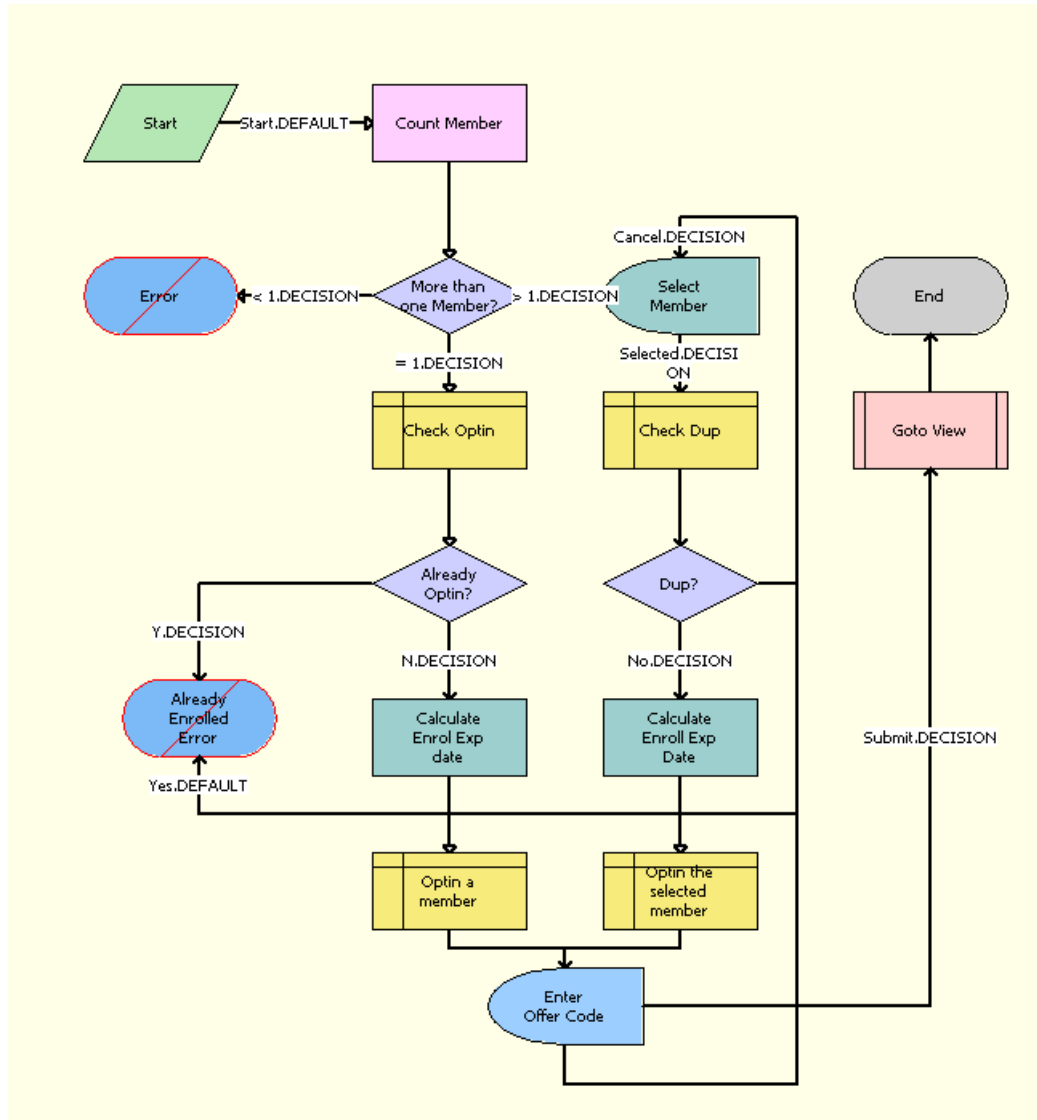 Start
Start.DEFAULT
Count Member
Cancel.DECISION
Error
< 1.DECISION
More than
one Member?
> 1.DECISION
Select
Member
End
= 1.DECISION
Selected.DECISI
ON
Check Optin
Check Dup
Goto View
Already
Optin?
Dup?
Y.DECISION
N.DECISION
No.DECISION
Already
Enrolled
Error
Calculate
Enrol Exp
date
Calculate
Enroll Exp
Date
Submit.DECISION
Yes.DEFAULT
Optin a
member
Optin the
selected
member
Enter
Offer Code